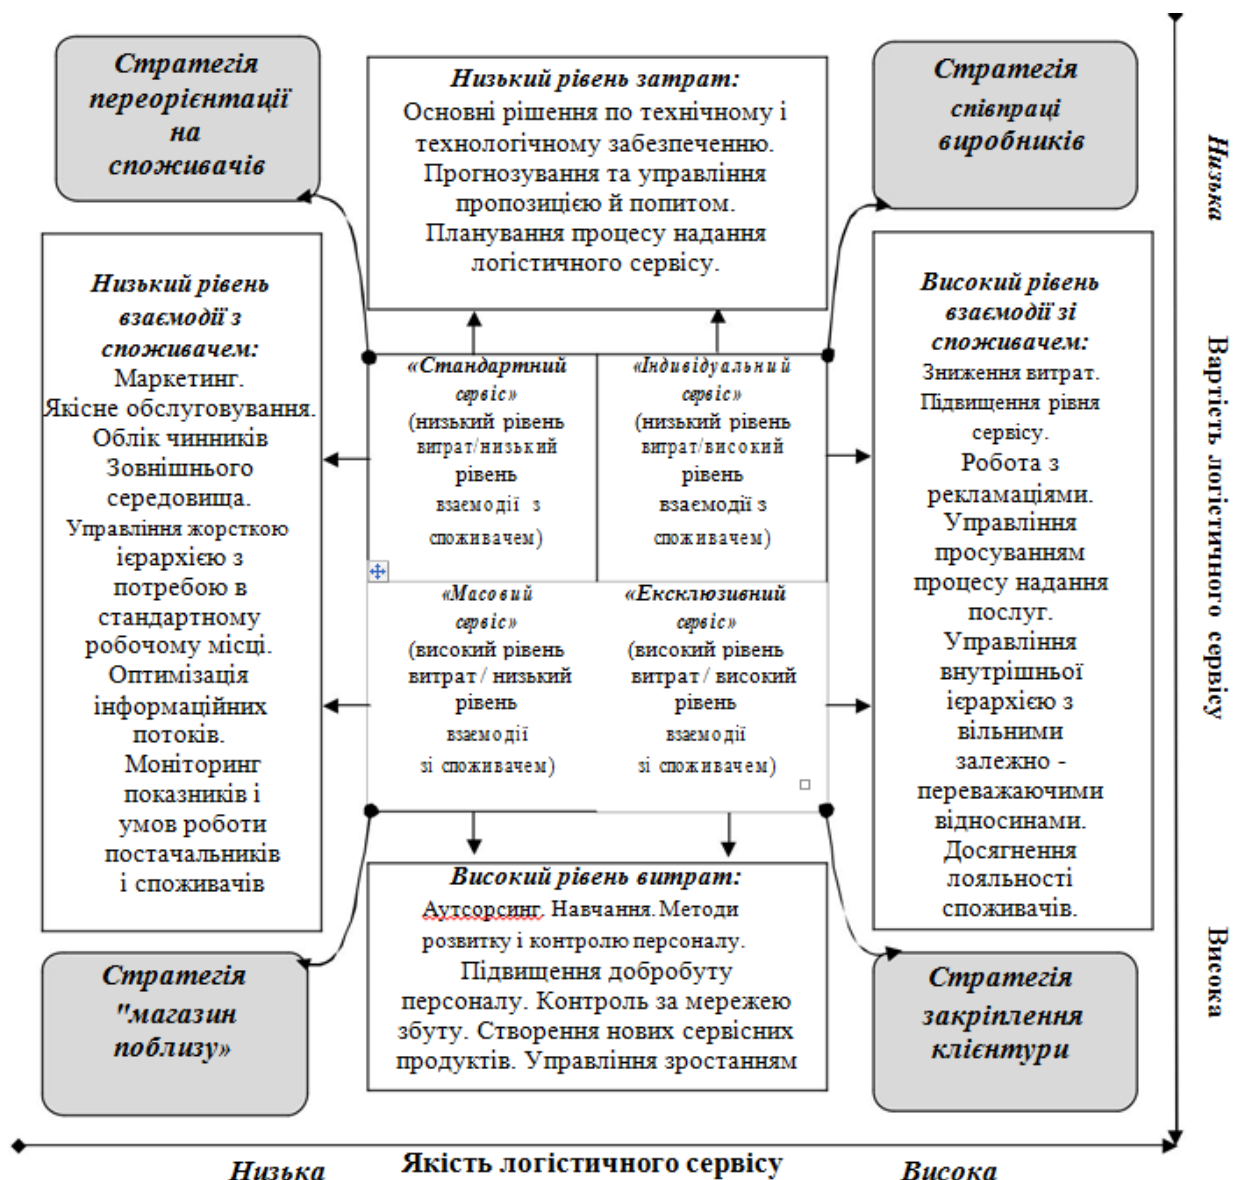 Стратегія
переорієнтації
на
споживачів
Низький рівень затрат:
Основні рішення по технічному і
технологічному забезпеченню.
Прогнозування та управління
пропозицією й попитом.
Планування процесу надання
логістичного сервісу.
Стратегія
співпраці
виробників
Низький рівень
взаємодії з
споживачем:
Маркетинг.
Якісне обслуговування.
Облік чинників
Зовнішнього
середовища.
Управління жорсткою
ієрархією з
потребою в
стандартному
робочому місці.
Оптимізація
інформаційних
потоків.
Моніторинг
показників і
умов роботи
постачальників
і споживачів
«Стандартний
сервіс»
(низький рівень
витрат/низький
рівень
взаємодії з
споживачем)
«Індивідуальний
сервіс»
(низький рівень
витрат/високий
рівень
взаємодії з
споживачем)
«Масовий
сервіс»
(високий рівень
витрат / низький
рівень
взаємодії
зі споживачем)
«Ексклюзивний
сервіс»
(високий рівень
витрат / високий
рівень
взаємодії
зі споживачем)
Високий рівень
взаємодії зі
споживачем:
Зниження витрат.
Підвищення рівня
сервісу.
Робота з
рекламаціями.
Управління
просуванням
процесу надання
послуг.
Управління
внутрішньої
ієрархією з
вільними
залежно -
переважаючими
відносинами.
Досягнення
лояльності
споживачів.
Високий рівень витрат:
Аутсорсинг. Навчання. Методи
розвитку і контролю персоналу.
Підвищення добробуту
персоналу. Контроль за мережею
збуту. Створення нових сервісних
продуктів. Управління зростанням
Стратегія
"магазин
поблизу»
Стратегія
закріплення
клієнтури
Низька
Вартість логістичного сервісу
Висока
Низька
Якість логістичного сервісу
Висока